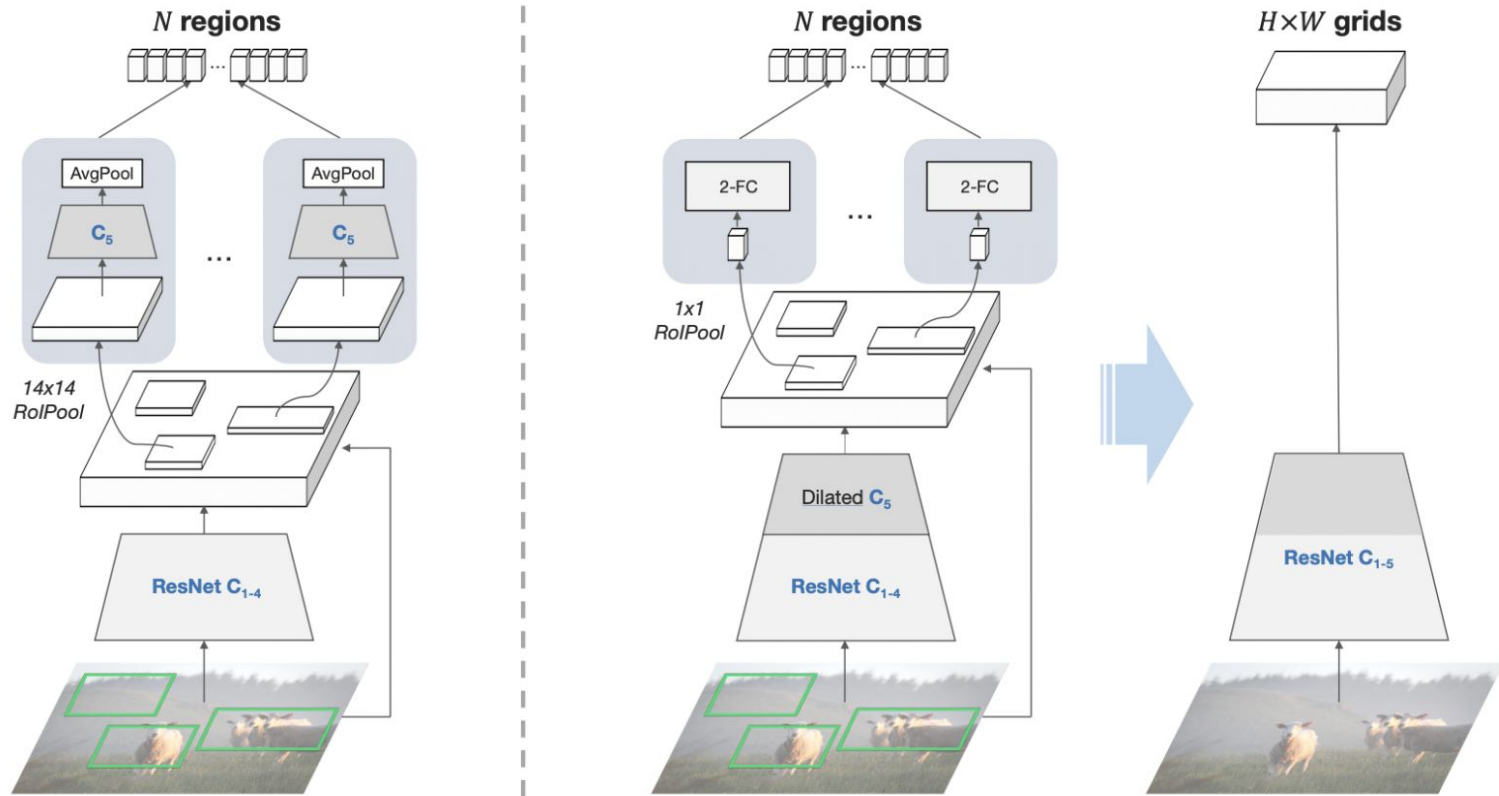 N regions
...
AvgPool
AvgPool
C₅
C₅
...
14x14
RoIPool
ResNet C₁₋₄
N regions
...
2-FC
2-FC
...
1x1
RoIPool
Dilated C₅
ResNet C₁₋₄
H×W grids
ResNet C₁₋₅